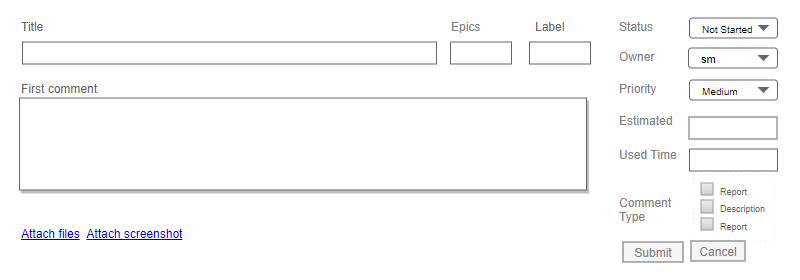 Title Epics Label
First comment
Attach files Attach screenshot
Status Not Started
Owner sm
Priority Medium
Estimated
Used Time
Comment Type
Report
Description
Report
Submit Cancel